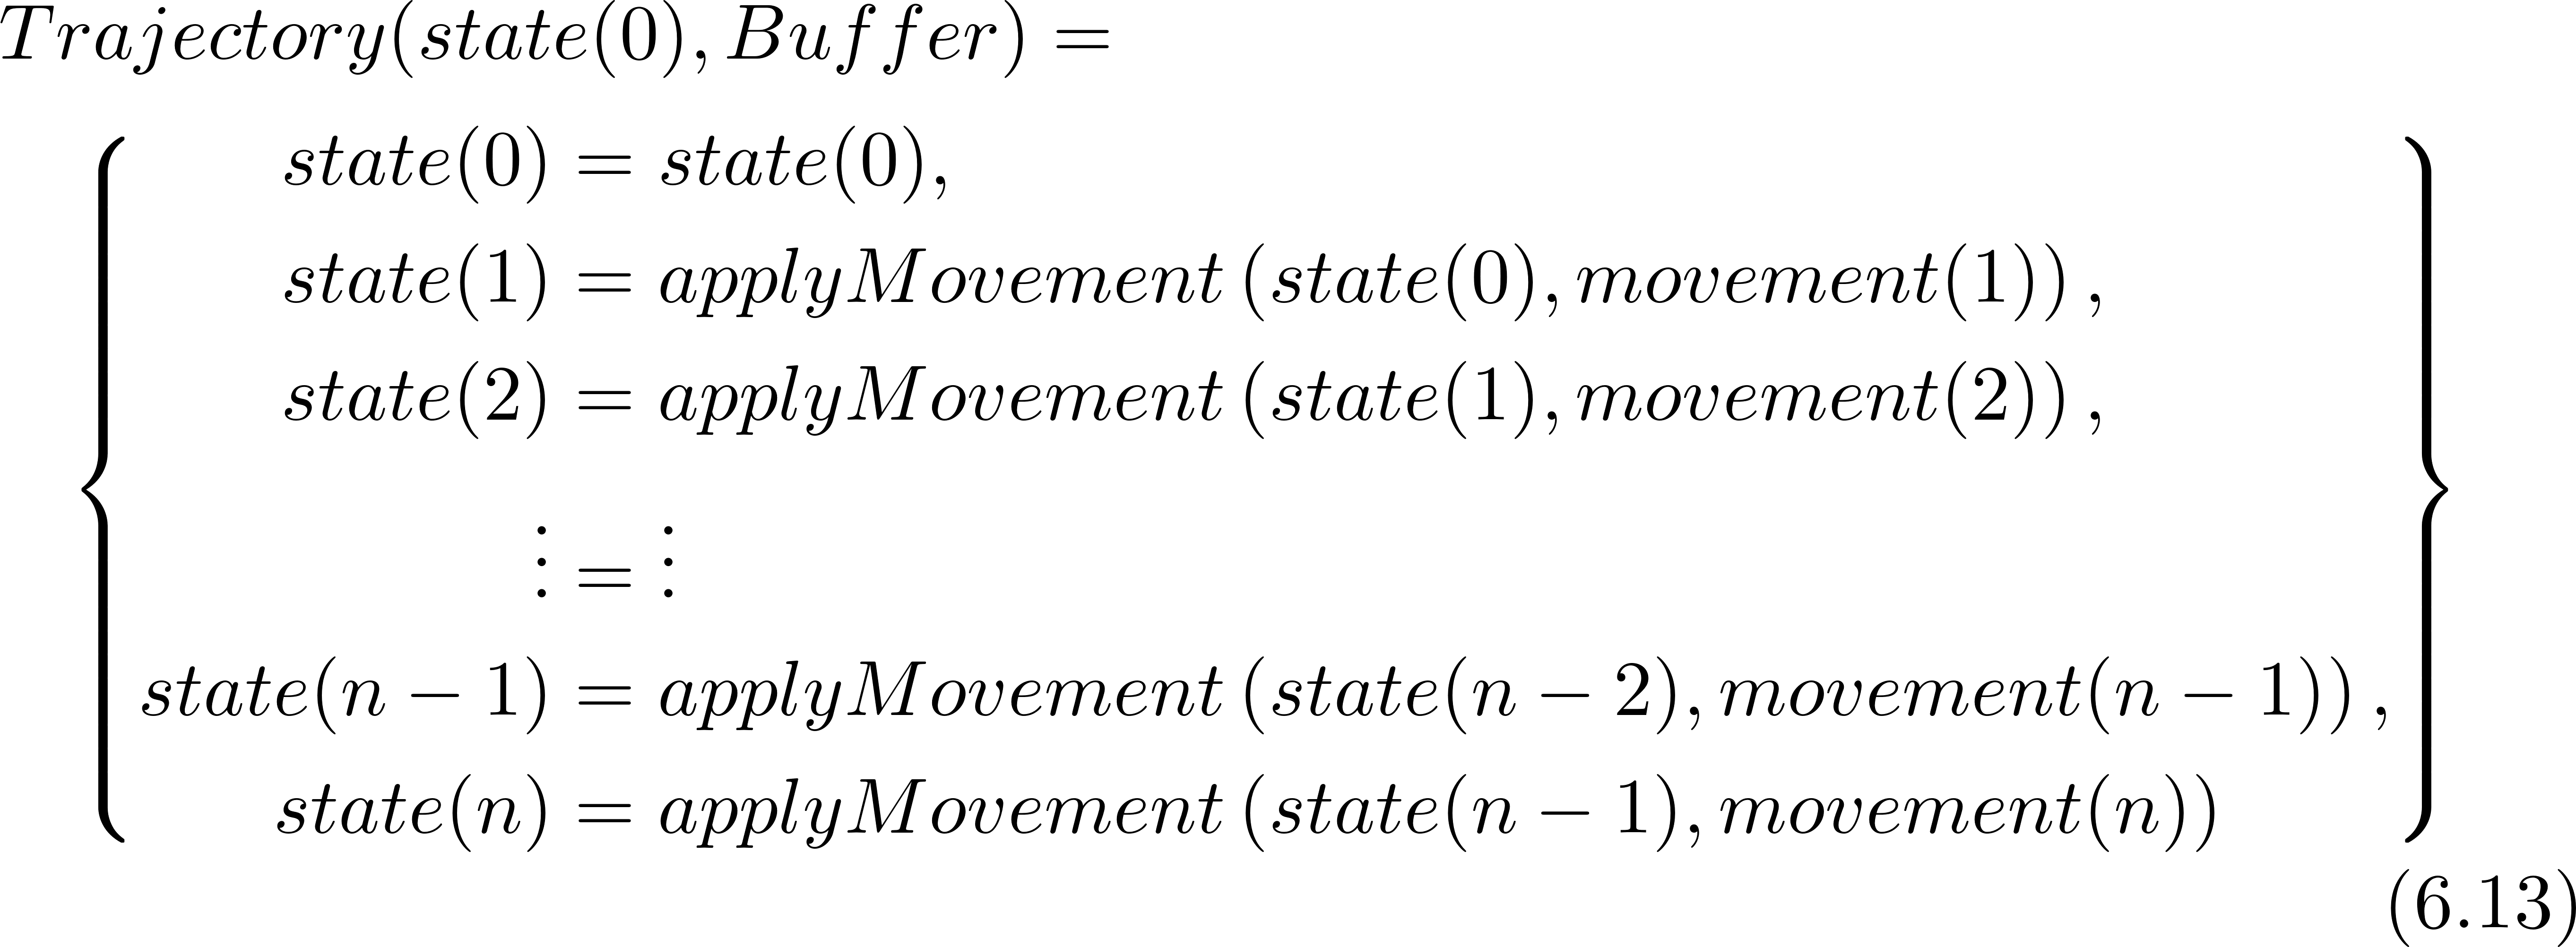 Trajectory(state(0), Buffer) =
state(0) = state(0),
state(1) = applyMovement (state(0), movement(1)) ,
state(2) = applyMovement (state(1), movement(2)) ,
⋮ = ⋮
state(n − 1) = applyMovement (state(n − 2), movement(n − 1)) ,
state(n) = applyMovement (state(n − 1), movement(n))
(6.13)